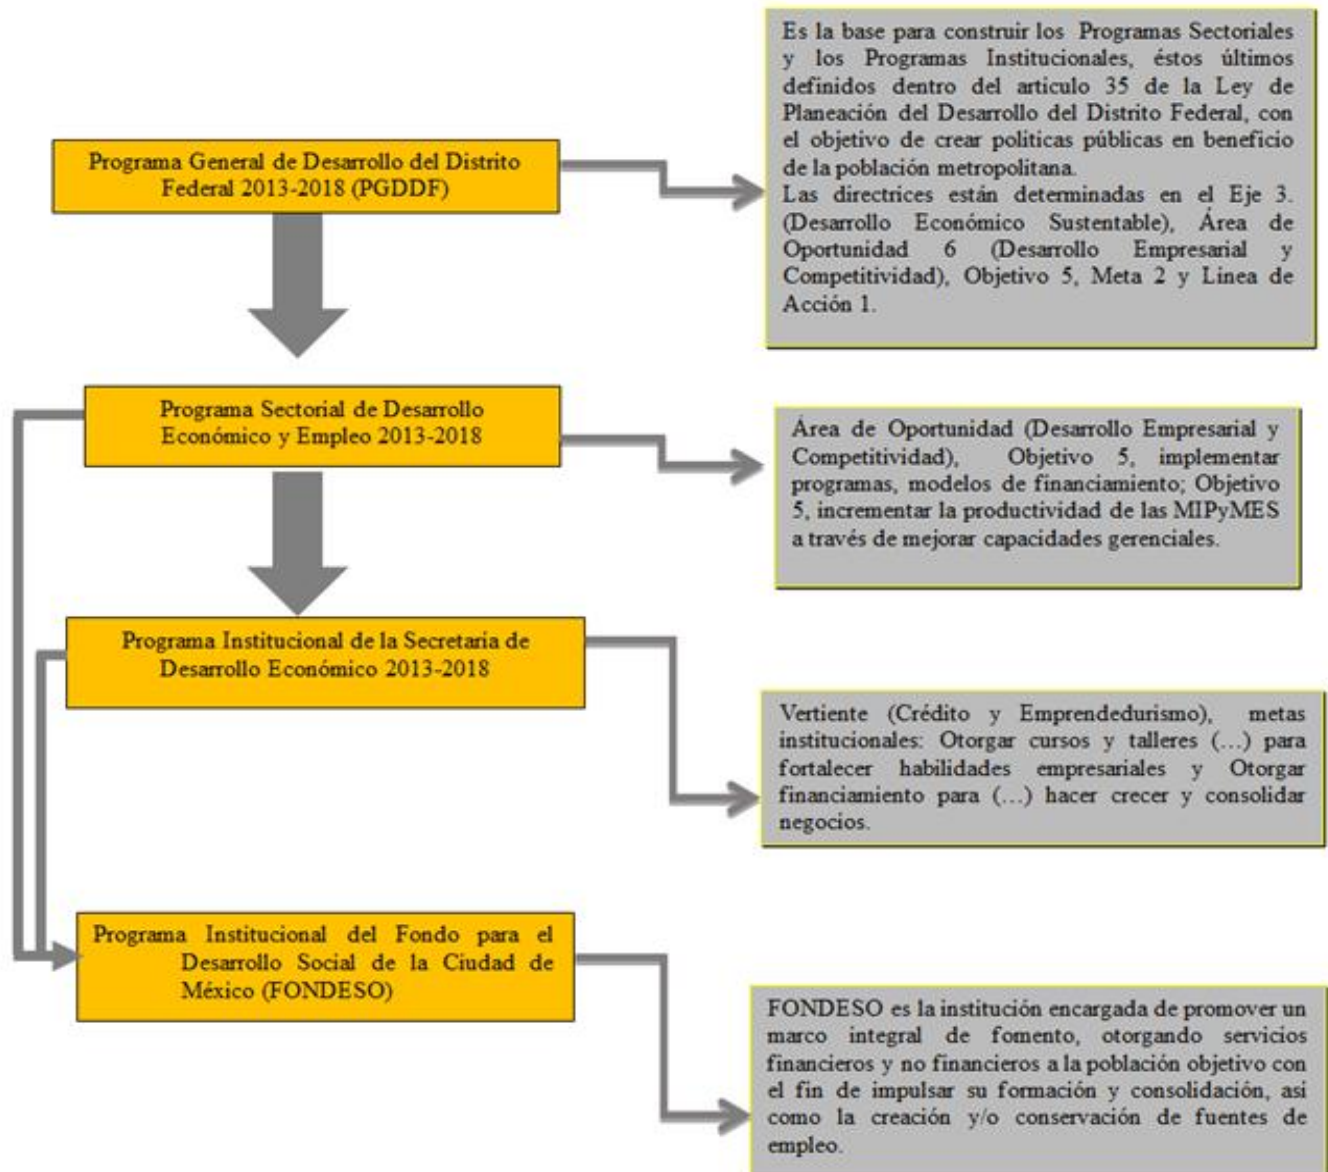 Es la base para construir los Programas Sectoriales
y los Programas Institucionales, éstos últimos
definidos dentro del articulo 35 de la Ley de
Planeación del Desarrollo del Distrito Federal, con
el objetivo de crear políticas públicas en beneficio
de la población metropolitana.
Las directrices están determinadas en el Eje 3.
(Desarrollo Económico Sustentable), Área de
Oportunidad 6 (Desarrollo Empresarial y
Competitividad), Objetivo 5, Meta 2 y Linea de
Acción 1.
Programa General de Desarrollo del Distrito
Federal 2013-2018 (PGDDF)
Programa Sectorial de Desarrollo
Económico y Empleo 2013-2018
Área de Oportunidad (Desarrollo Empresarial y
Competitividad), Objetivo 5, implementar
programas, modelos de financiamiento; Objetivo
5, incrementar la productividad de las MIPyMES
a través de mejorar capacidades gerenciales.
Programa Institucional de la Secretaria de
Desarrollo Económico 2013-2018
Vertiente (Crédito y Emprendedurismo), metas
institucionales: Otorgar cursos y talleres (…) para
fortalecer habilidades empresariales y Otorgar
financiamiento para (…) hacer crecer y consolidar
negocios.
Programa Institucional del Fondo para el
Desarrollo Social de la Ciudad de
México (FONDESO)
FONDESO es la institución encargada de promover un
marco integral de fomento, otorgando servicios
financieros y no financieros a la población objetivo con
el fin de impulsar su formación y consolidación, asi
como la creación y/o conservación de fuentes de
empleo.